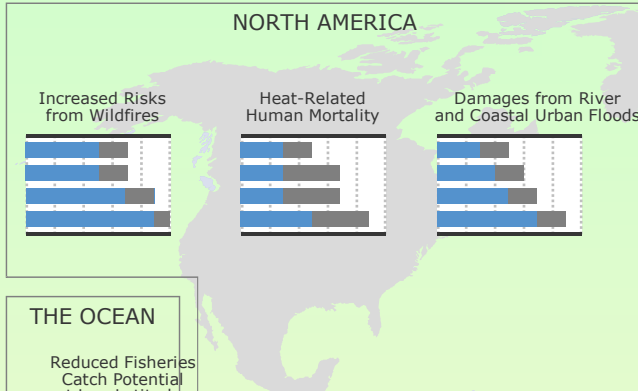 NORTH AMERICA
Increased Risks
from Wildfires
Heat-Related
Human Mortality
Damages from River
and Coastal Urban Floods
THE OCEAN
Reduced Fisheries
Catch Potential